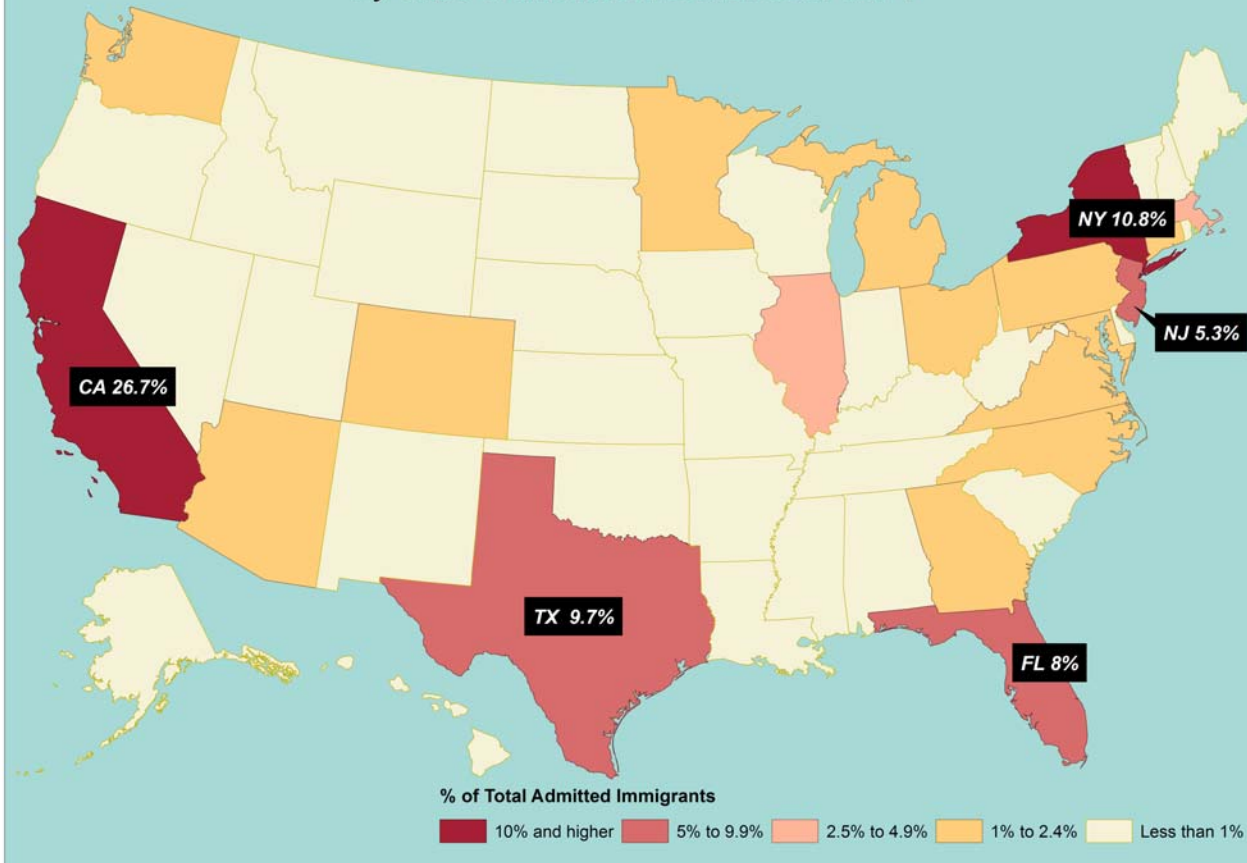 NY 10.8%
NJ 5.3%
CA 26.7%
TX 9.7%
FL 8%
% of Total Admitted Immigrants
10% and higher 5% to 9.9% 2.5% to 4.9% 1% to 2.4% Less than 1%